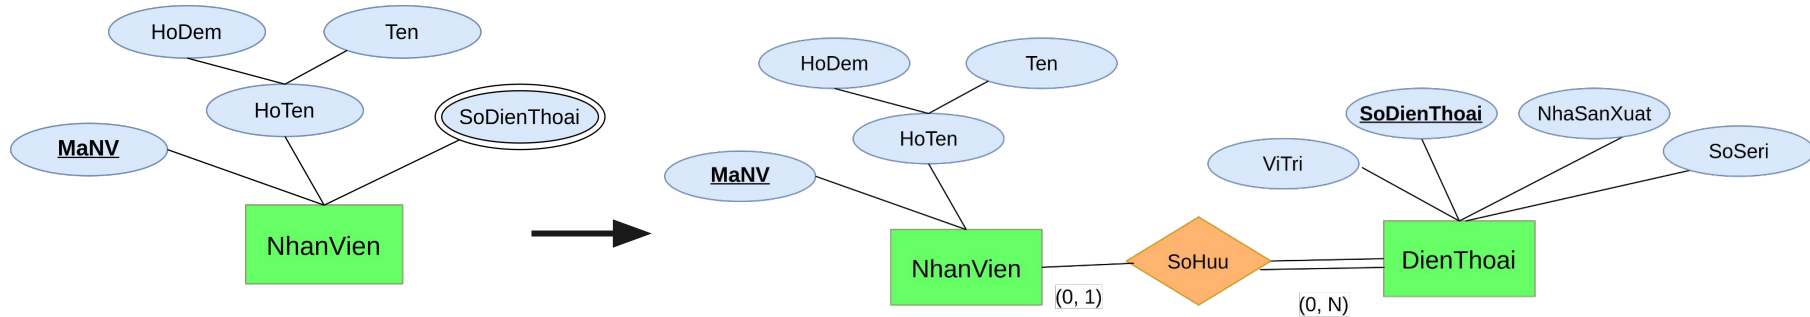 HoDem
Ten
HoTen
SoDienThoai
MaNV
NhanVien
HoDem
Ten
HoTen
MaNV
NhanVien
(0, 1)
SoHuu
(0, N)
ViTri
SoDienThoai
NhaSanXuat
SoSeri
DienThoai